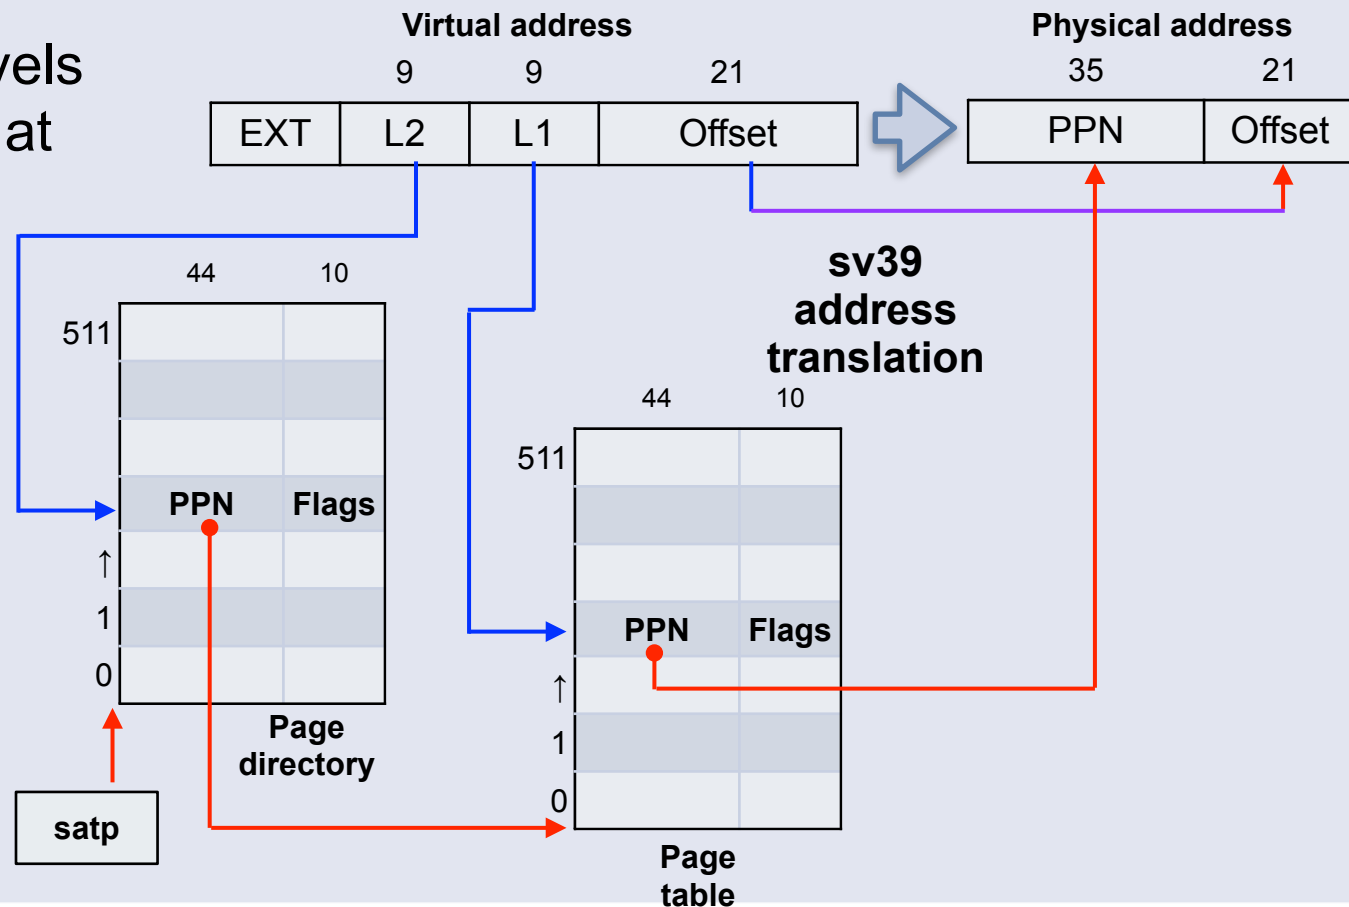 vels
at
Virtual address
Physical address
9 9 21
35 21
EXT L2 L1 Offset
PPN Offset
sv39
address
translation
44 10
511
PPN Flags
↑
1
0
Page
directory
satp
44 10
511
PPN Flags
↑
1
0
Page
table